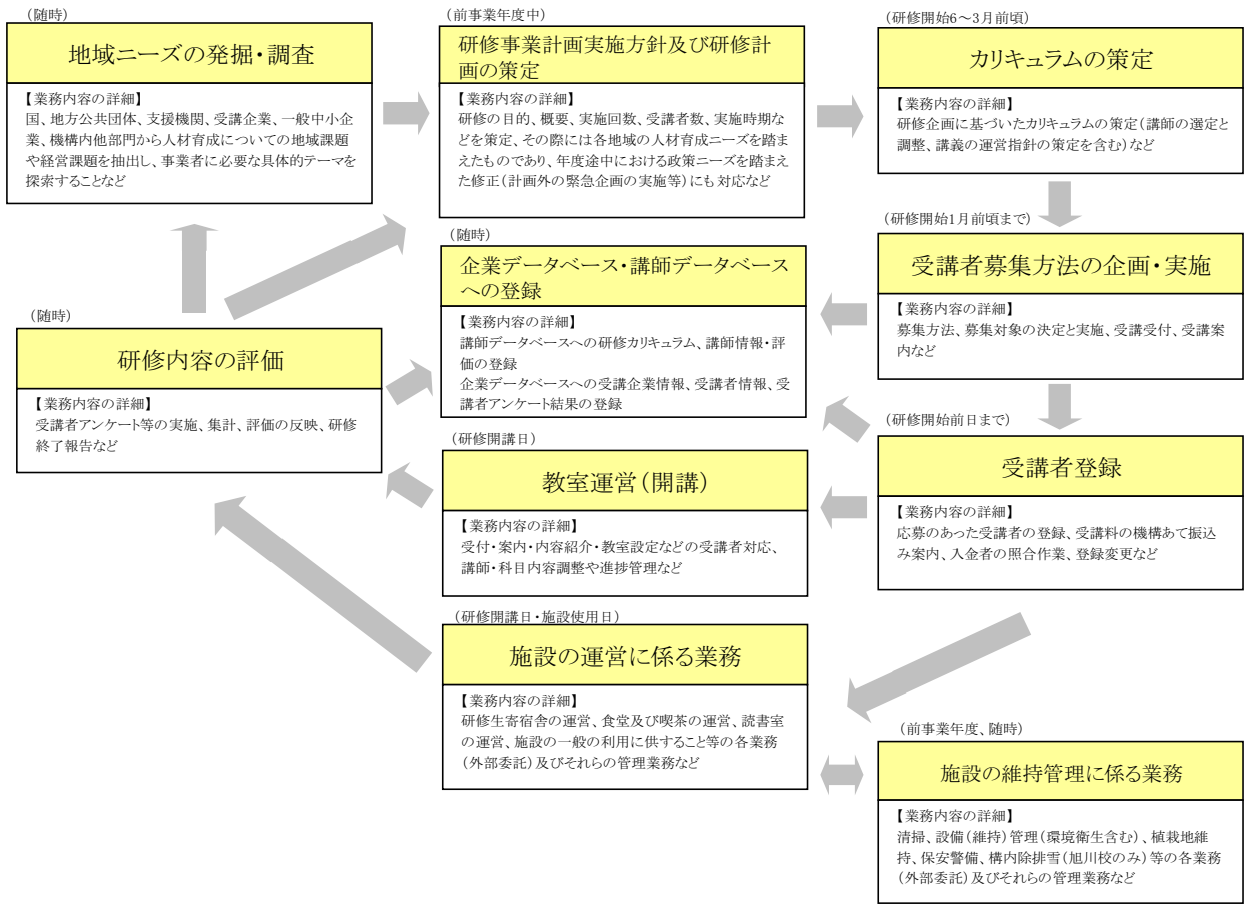 (随時)
地域ニーズの発掘・調査
【業務内容の詳細】
国、地方公共団体、支援機関、受講企業、一般中小企
業、機構内他部門から人材育成についての地域課題
や経営課題を抽出し、事業者に必要な具体的テーマを
探索することなど
(前事業年度中)
研修事業計画実施方針及び研修計
画の策定
【業務内容の詳細】
研修の目的、概要、実施回数、受講者数、実施時期な
どを策定、その際には各地域の人材育成ニーズを踏ま
えたものであり、年度途中における政策ニーズを踏まえ
た修正(計画外の緊急企画の実施等)にも対応など
(研修開始6～3月前頃)
カリキュラムの策定
【業務内容の詳細】
研修企画に基づいたカリキュラムの策定(講師の選定と
調整、講義の運営指針の策定を含む)など
(研修開始1月前頃まで)
受講者募集方法の企画・実施
【業務内容の詳細】
募集方法、募集対象の決定と実施、受講受付、受講案
内など
(随時)
企業データベース・講師データベース
への登録
【業務内容の詳細】
講師データベースへの研修カリキュラム、講師情報・評
価の登録
企業データベースへの受講企業情報、受講者情報、受
講者アンケート結果の登録
(随時)
研修内容の評価
【業務内容の詳細】
受講者アンケート等の実施、集計、評価の反映、研修
終了報告など
(研修開始前日まで)
受講者登録
【業務内容の詳細】
応募のあった受講者の登録、受講料の機構あて振込
み案内、入金者の照合作業、登録変更など
(研修開講日)
教室運営(開講)
【業務内容の詳細】
受付・案内・内容紹介・教室設定などの受講者対応、
講師・科目内容調整や進捗管理など
(研修開講日・施設使用日)
施設の運営に係る業務
【業務内容の詳細】
研修生寄宿舎の運営、食堂及び喫茶の運営、読書室
の運営、施設の一般の利用に供すること等の各業務
(外部委託)及びそれらの管理業務など
(前事業年度、随時)
施設の維持管理に係る業務
【業務内容の詳細】
清掃、設備(維持)管理(環境衛生含む)、植栽地維
持、保安警備、構内除排雪(旭川校のみ)等の各業務
(外部委託)及びそれらの管理業務など